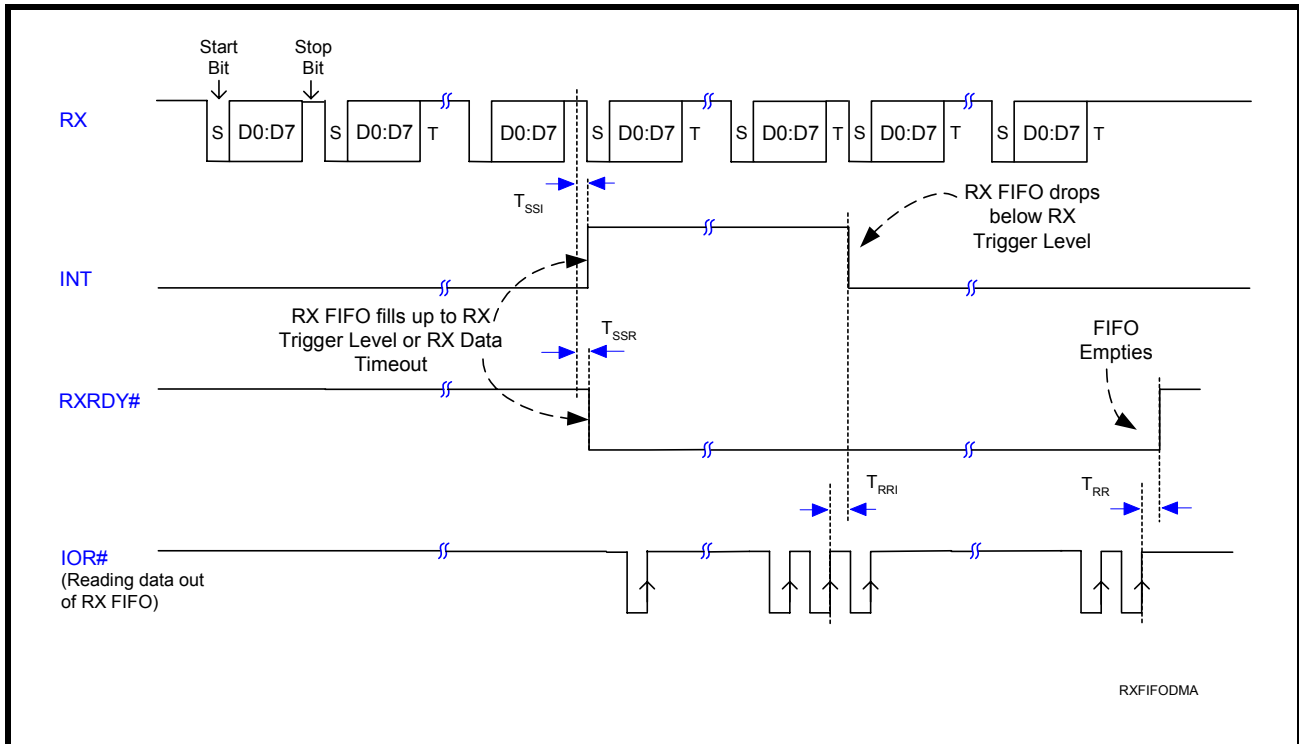 Start
Bit
Stop
Bit
RX
S D0:D7 S D0:D7 T D0:D7 S D0:D7 T S D0:D7 T S D0:D7 T S D0:D7 T
TSSI
RX FIFO drops
below RX
Trigger Level
INT
RX FIFO fills up to RX
Trigger Level or RX Data
Timeout
TSSR
FIFO
Empties
RXRDY#
TRRI
TRR
IOR#
(Reading data out
of RX FIFO)
RXFIFODMA